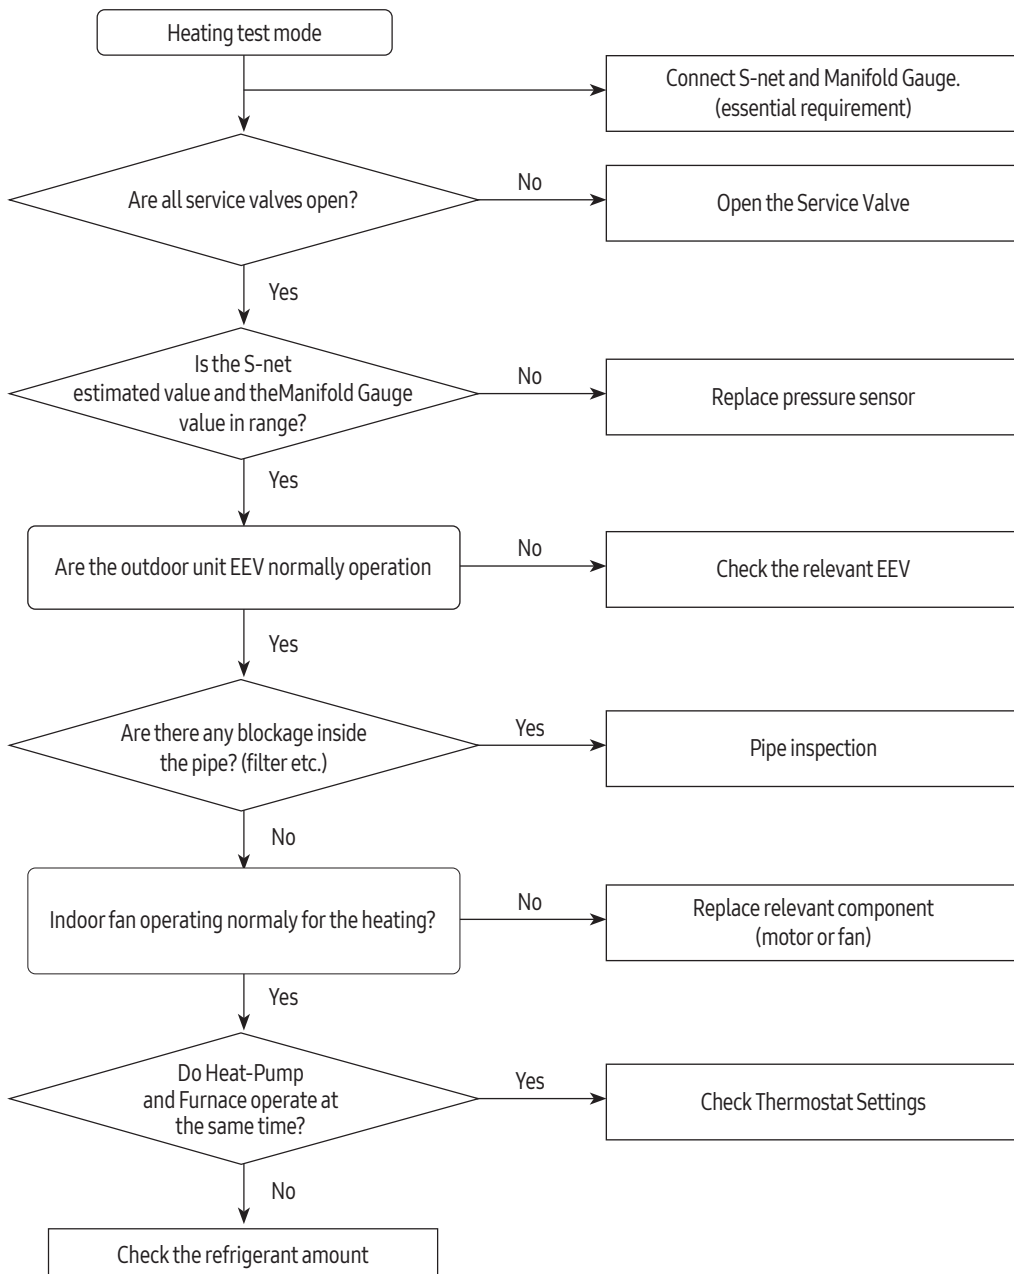 Heating test mode
Connect S-net and Manifold Gauge.
(essential requirement)
Are all service valves open?
No
Open the Service Valve
Yes
Is the S-net
estimated value and theManifold Gauge
value in range?
No
Replace pressure sensor
Yes
Are the outdoor unit EEV normally operation
No
Check the relevant EEV
Yes
Are there any blockage inside
the pipe? (filter etc.)
Yes
Pipe inspection
No
Indoor fan operating normaly for the heating?
No
Replace relevant component
(motor or fan)
Yes
Do Heat-Pump
and Furnace operate at
the same time?
Yes
Check Thermostat Settings
No
Check the refrigerant amount